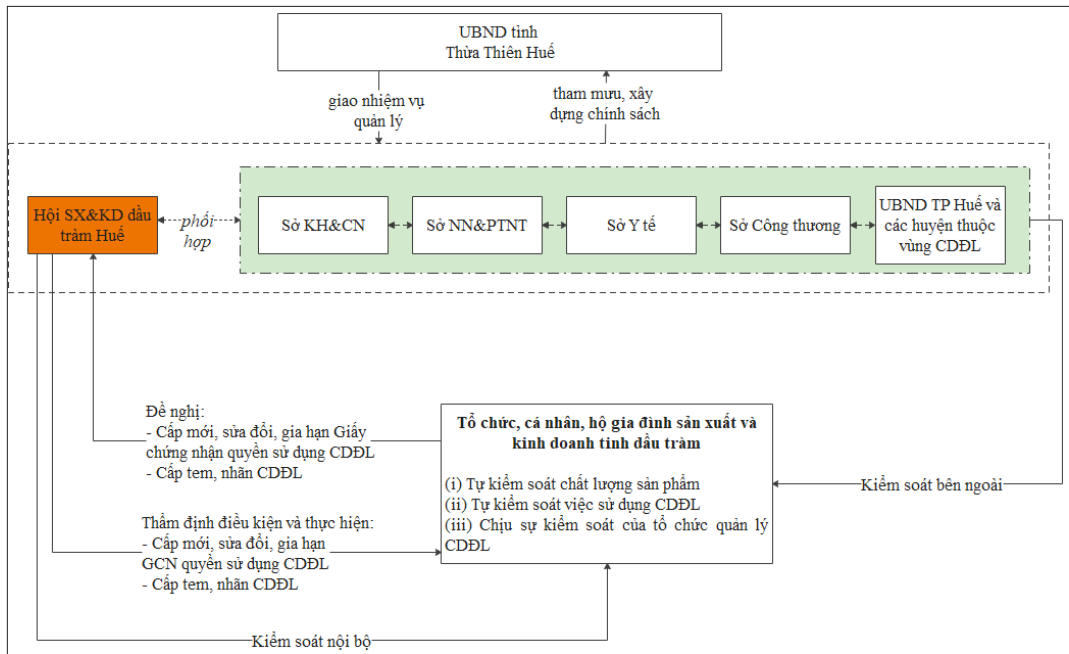 UBND tỉnh
Thừa Thiên Huế
giao nhiệm vụ
quản lý
tham mưu, xây
dựng chính sách
Hội SX&KD dầu
tràm Huế
phối
hợp
Sở KH&CN
Sở NN&PTNT
Sở Y tế
Sở Công thương
UBND TP Huế và
các huyện thuộc
vùng CDĐL
Đề nghị:
- Cấp mới, sửa đổi, gia hạn Giấy
chứng nhận quyền sử dụng CDĐL
- Cấp tem, nhãn CDĐL
Tổ chức, cá nhân, hộ gia đình sản xuất và
kinh doanh tinh dầu tràm
(i) Tự kiểm soát chất lượng sản phẩm
(ii) Tự kiểm soát việc sử dụng CDĐL
(iii) Chịu sự kiểm soát của tổ chức quản lý
CDĐL
Kiểm soát bên ngoài
Thẩm định điều kiện và thực hiện:
- Cấp mới, sửa đổi, gia hạn
GCN quyền sử dụng CDĐL
- Cấp tem, nhãn CDĐL
Kiểm soát nội bộ